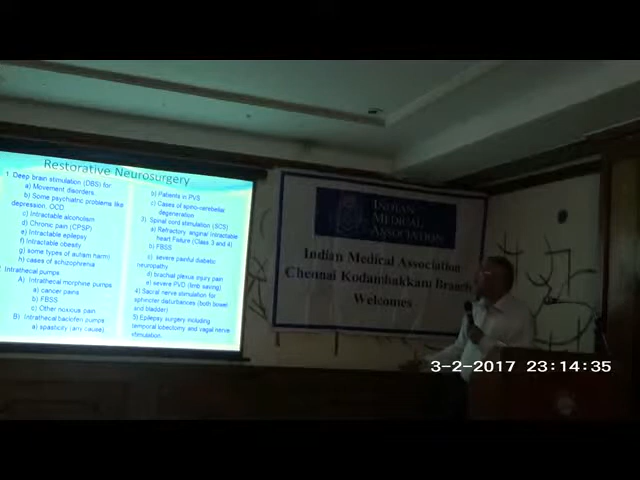 Restorative Neurosurgery
1. Deep brain stimulation (DBS) for
a) Movement disorders
b) Some psychiatric problems like
depression, OCD
c) Intractable alcoholism
d) Chronic pain (CPSP)
e) Intractable epilepsy
f) Intractable obesity
g) some types of autism harm)
h) cases of schizophrenia
Intrathecal pumps
A) Intrathecal morphine pumps
a) cancer pains
b) FBSS
c) Other noxious pain
B) Intrathecal baclofen pumps
a) spasticity (any cause)
b) Patients in PVS
c) Cases of spino-cerebellar
degeneration
3) Spinal cord stimulation (SCS)
a) Refractory anginal intractable
heart Failure (Class 3 and 4)
b) FBSS
c) severe painful diabetic
neuropathy
d) brachial plexus injury pain
e) severe PVD (limb saving)
4) Sacral nerve stimulation for
sphincter disturbances (both bowel
and bladder)
5) Epilepsy surgery including
temporal lobectomy and vagal nerve
stimulation
INDIAN
MEDICAL
ASSOCIATION
Indian Medical Association
Chennai Kodambakkam Branch
Welcomes
3-2-2017 23:14:35